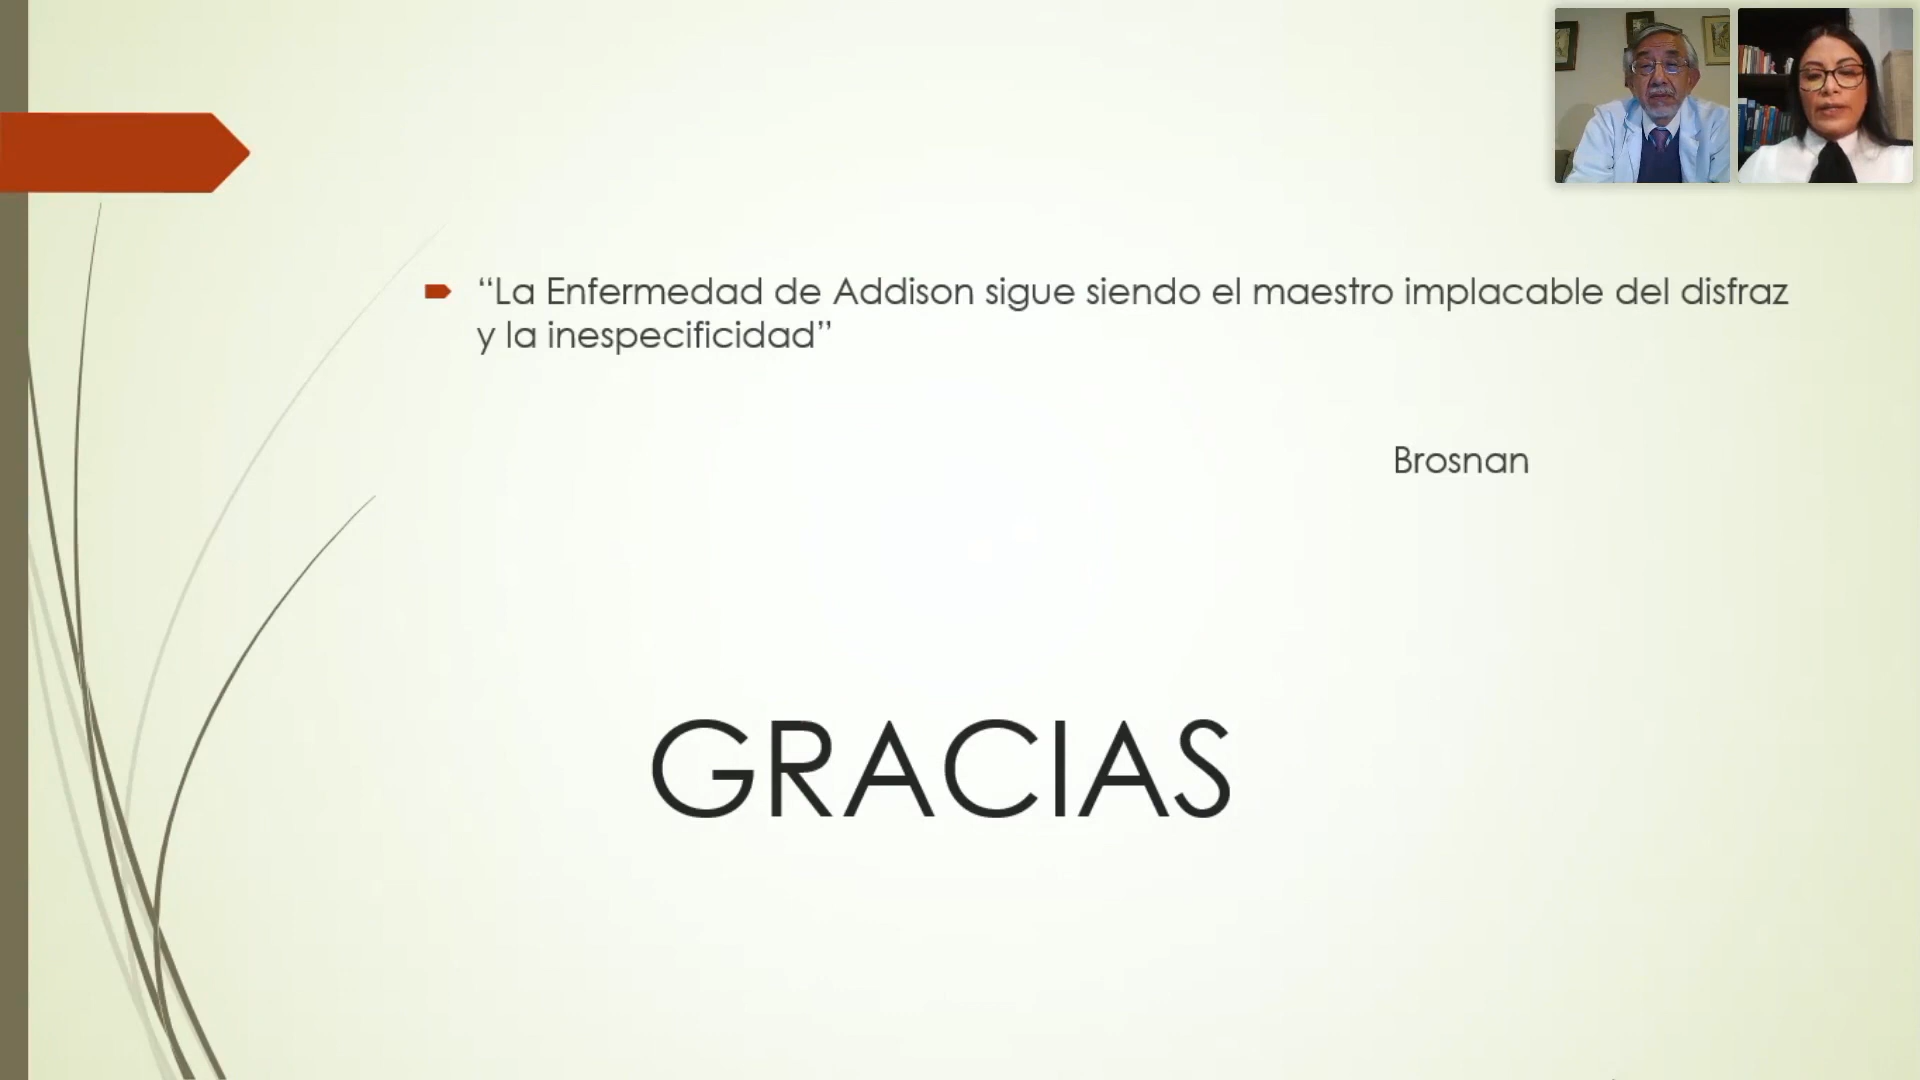 “La Enfermedad de Addison sigue siendo el maestro implacable del disfraz
y la inespecificidad”
Brosnan
GRACIAS